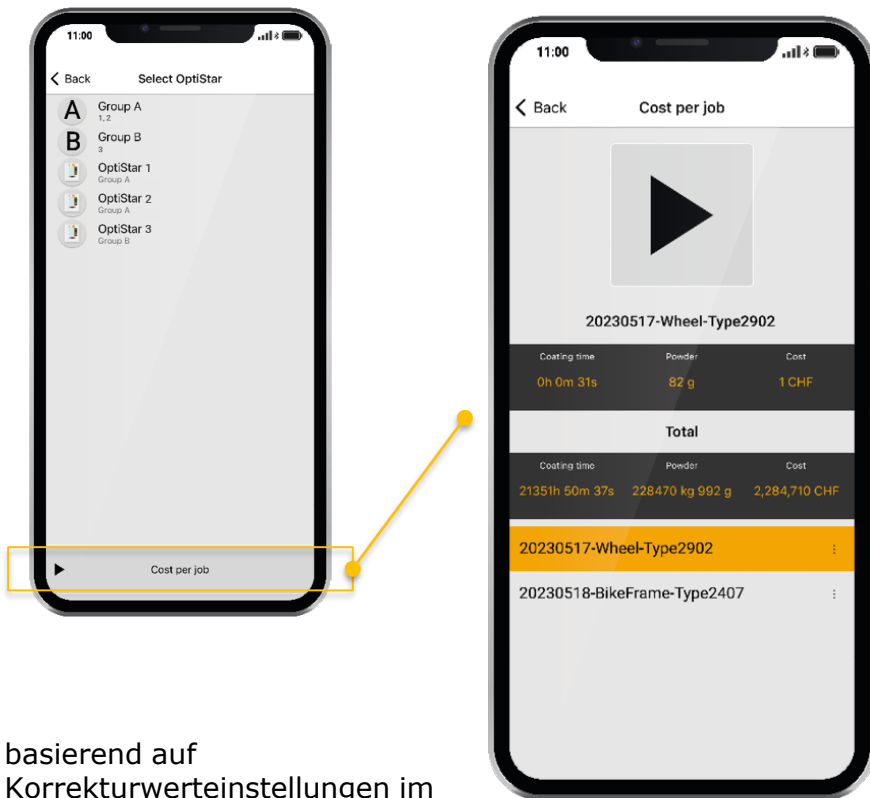 11:00
Back Select OptiStar
A Group A
1, 2
B Group B
3
OptiStar 1
Group A
OptiStar 2
Group A
OptiStar 3
Group B
Cost per job
11:00
Back Cost per job
20230517-Wheel-Type2902
Coating time Powder Cost
0h 0m 31s 82 g 1 CHF
Total
Coating time Powder Cost
21351h 50m 37s 228470 kg 992 g 2,284,710 CHF
20230517-Wheel-Type2902
20230518-BikeFrame-Type2407
basierend auf
Korrekturwerteinstellungen im